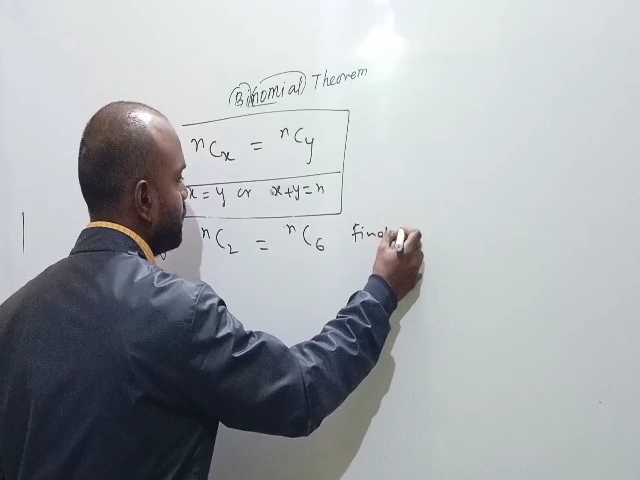 Binomial Theorem
ⁿCₓ = ⁿCᵧ
x = y or x+y=n
ⁿC₂ = ⁿC₆ find